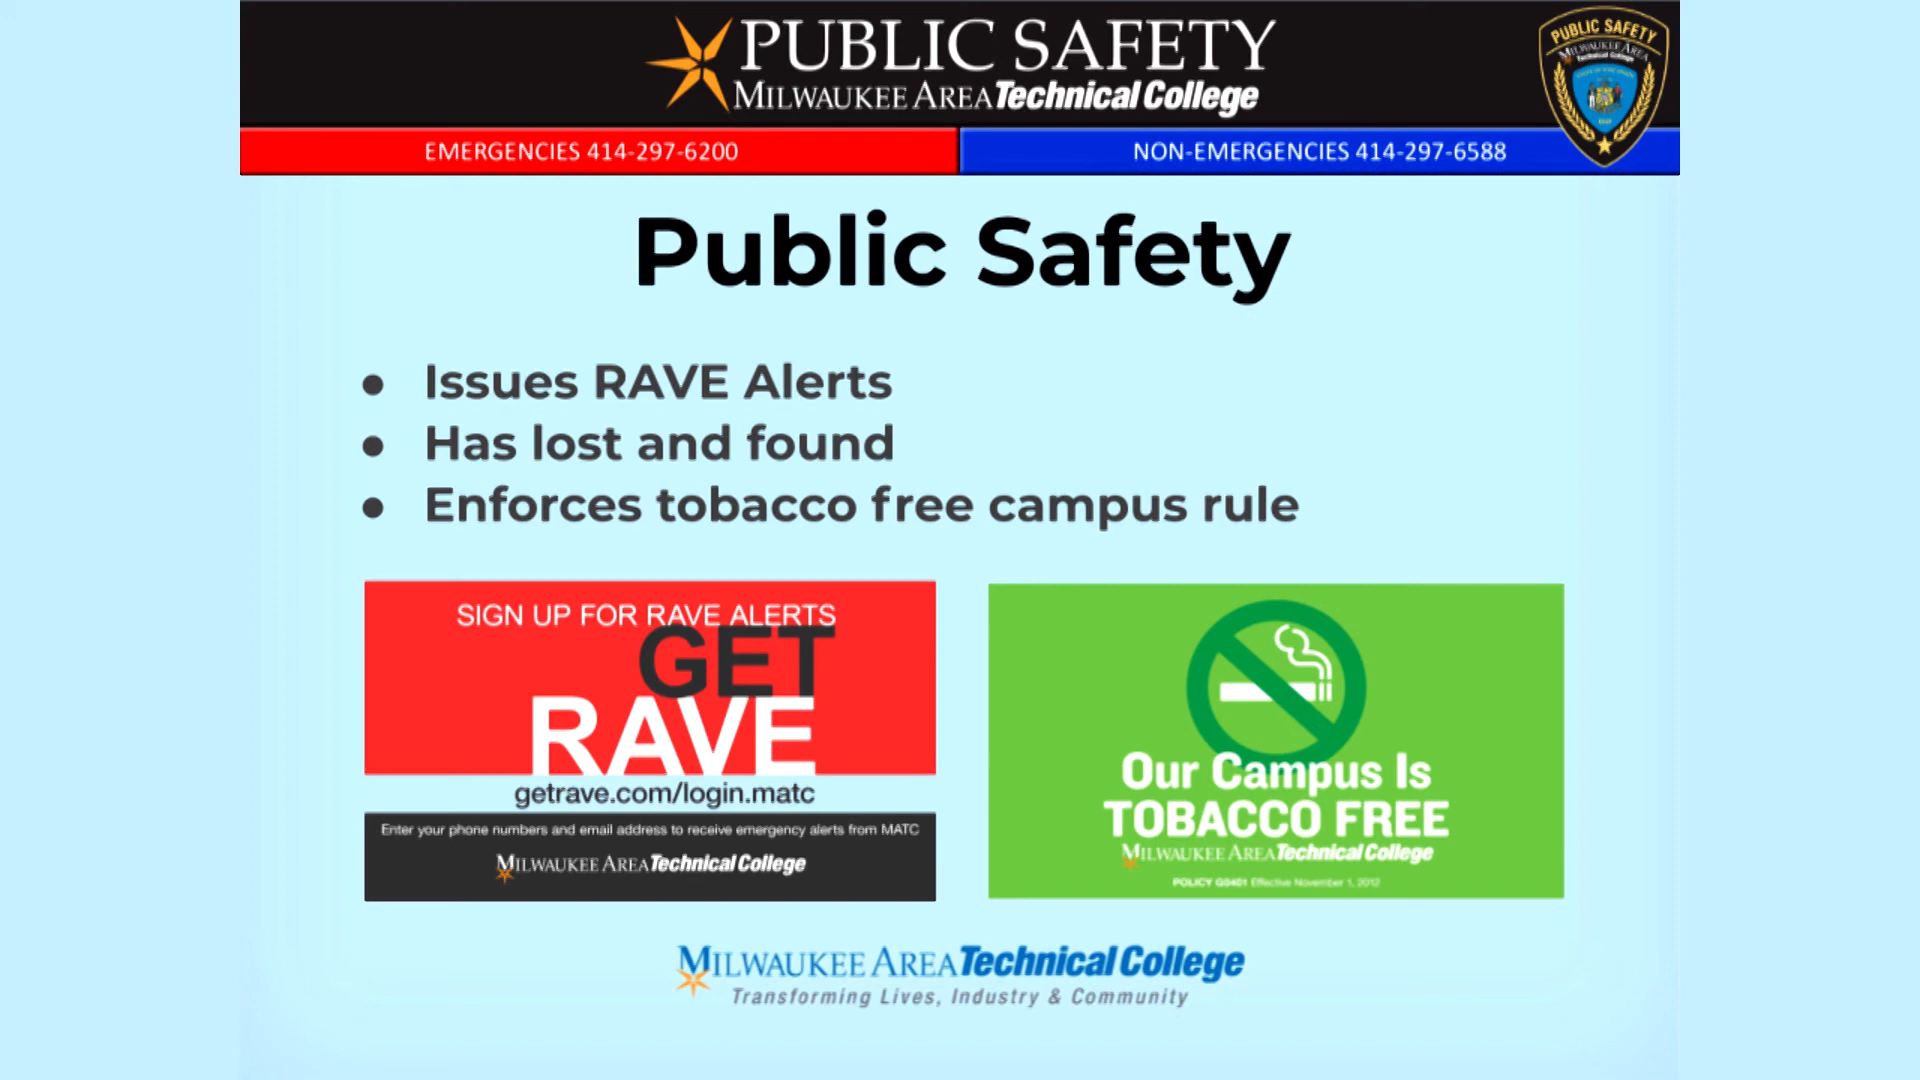 PUBLIC SAFETY
MILWAUKEE AREA Technical College
PUBLIC SAFETY
MILWAUKEE AREA
Technical College
EMERGENCIES 414-297-6200
NON-EMERGENCIES 414-297-6588
Public Safety
● Issues RAVE Alerts
● Has lost and found
● Enforces tobacco free campus rule
SIGN UP FOR RAVE ALERTS
GET
RAVE
getrave.com/login.matc
Enter your phone numbers and email address to receive emergency alerts from MATC
MILWAUKEE AREA Technical College
Our Campus Is
TOBACCO FREE
MILWAUKEE AREA Technical College
POLICY G0401 Effective November 1, 2012
MILWAUKEE AREA Technical College
Transforming Lives, Industry & Community